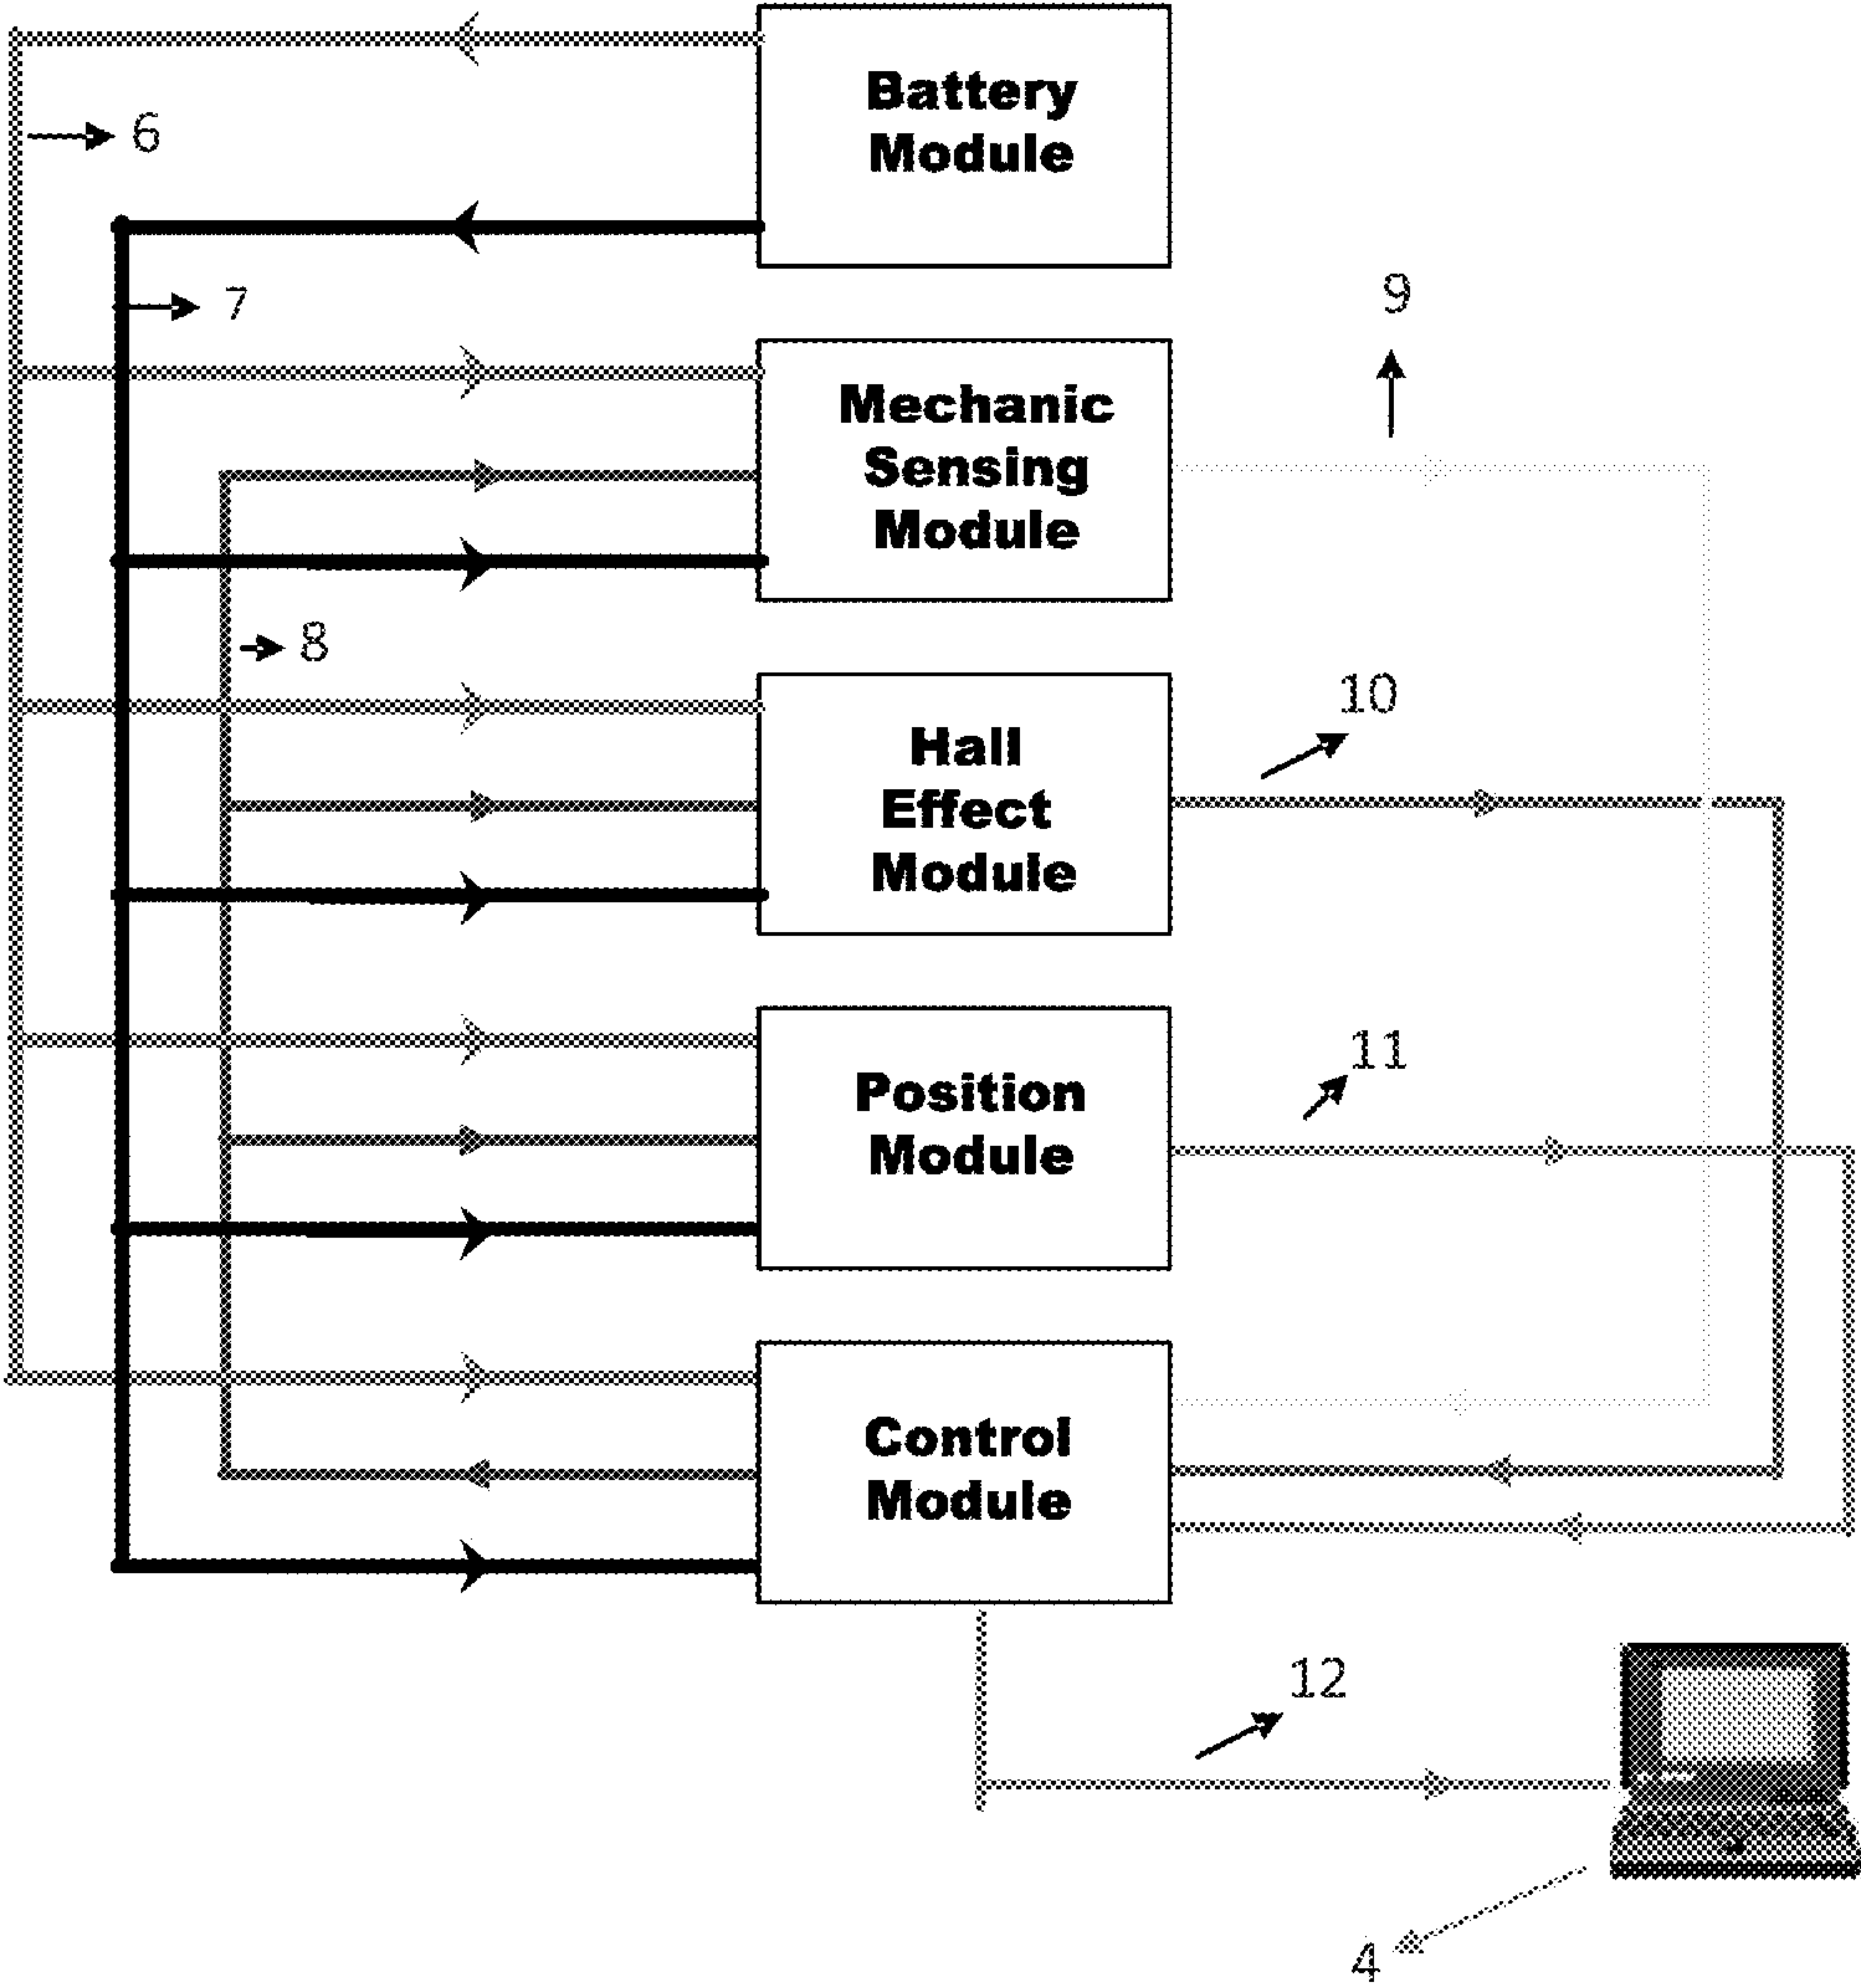 Battery
Module
6
7
9
Mechanic
Sensing
Module
8
10
Hall
Effect
Module
11
Position
Module
Control
Module
12
4